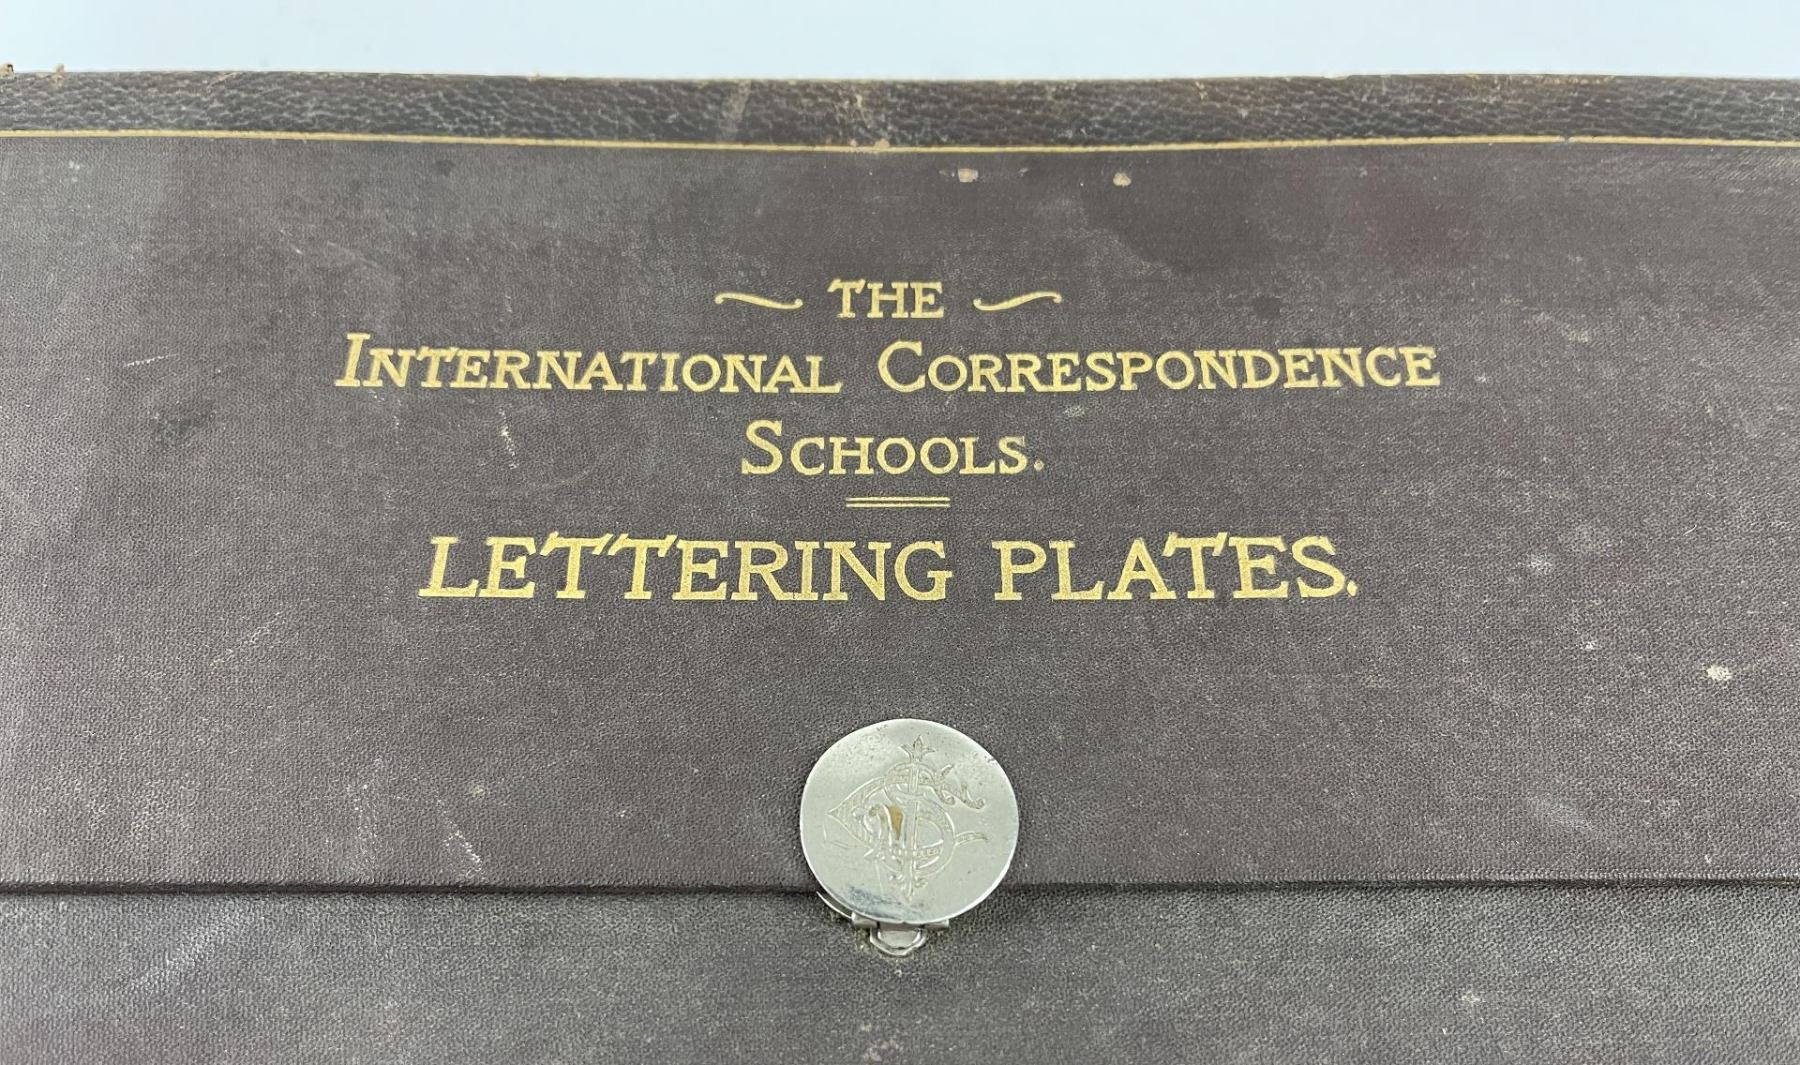 THE
INTERNATIONAL CORRESPONDENCE
SCHOOLS.
LETTERING PLATES.